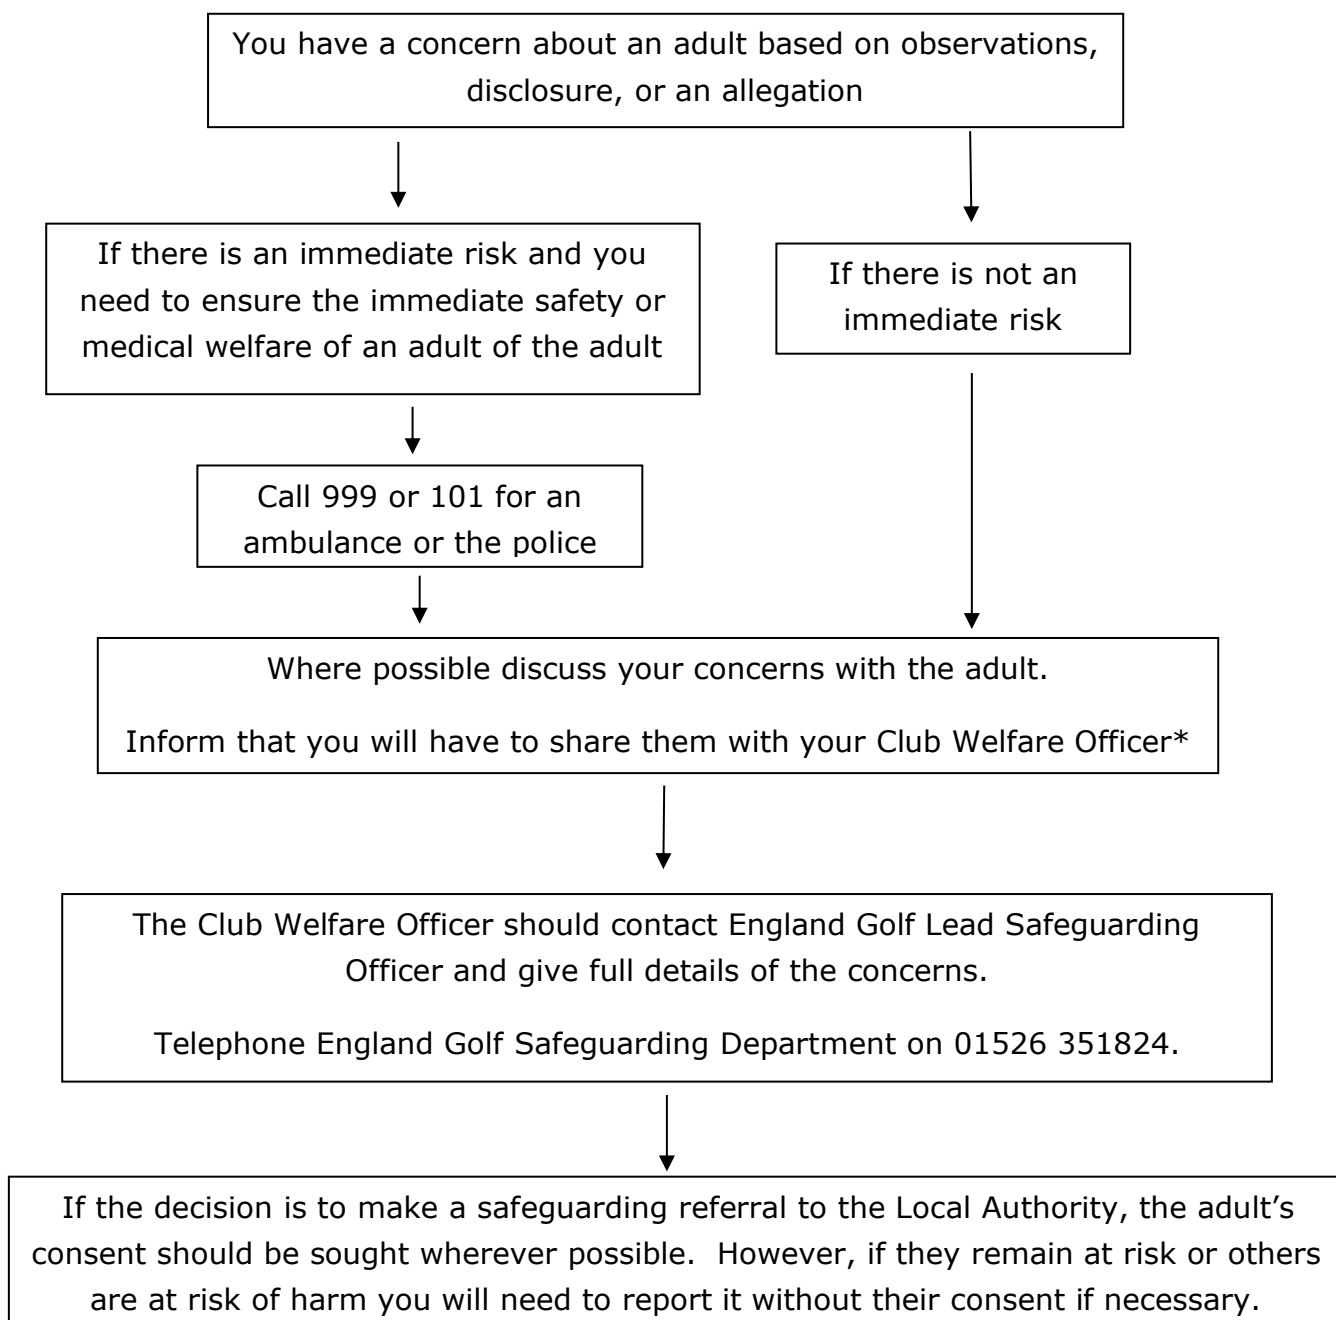 You have a concern about an adult based on observations,
disclosure, or an allegation
If there is an immediate risk and you
need to ensure the immediate safety or
medical welfare of an adult of the adult
If there is not an
immediate risk
Call 999 or 101 for an
ambulance or the police
Where possible discuss your concerns with the adult.
Inform that you will have to share them with your Club Welfare Officer*
The Club Welfare Officer should contact England Golf Lead Safeguarding
Officer and give full details of the concerns.
Telephone England Golf Safeguarding Department on 01526 351824.
If the decision is to make a safeguarding referral to the Local Authority, the adult’s
consent should be sought wherever possible.  However, if they remain at risk or others
are at risk of harm you will need to report it without their consent if necessary.